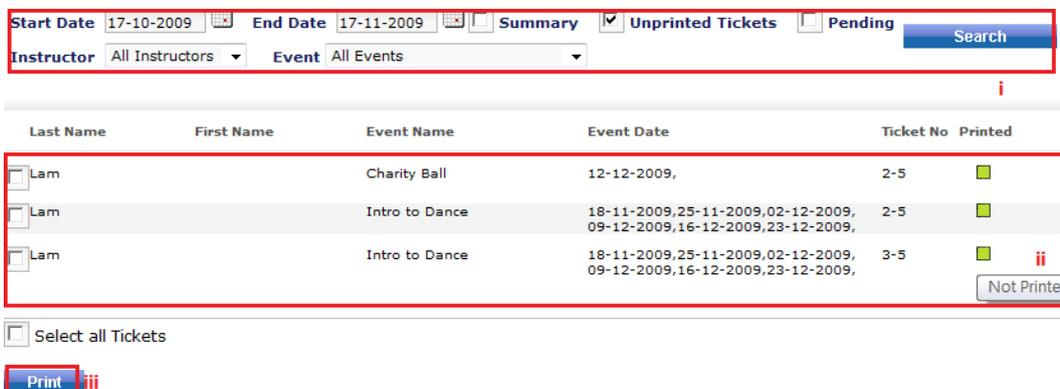 Start Date 17-10-2009 End Date 17-11-2009 Summary Unprinted Tickets Pending
Search
Instructor All Instructors Event All Events
i
Last Name First Name Event Name Event Date Ticket No Printed
Lam Charity Ball 12-12-2009, 2-5
Lam Intro to Dance 18-11-2009,25-11-2009,02-12-2009, 2-5
09-12-2009,16-12-2009,23-12-2009,
Lam Intro to Dance 18-11-2009,25-11-2009,02-12-2009, 3-5
09-12-2009,16-12-2009,23-12-2009,
ii
Not Printe
Select all Tickets
Print iii